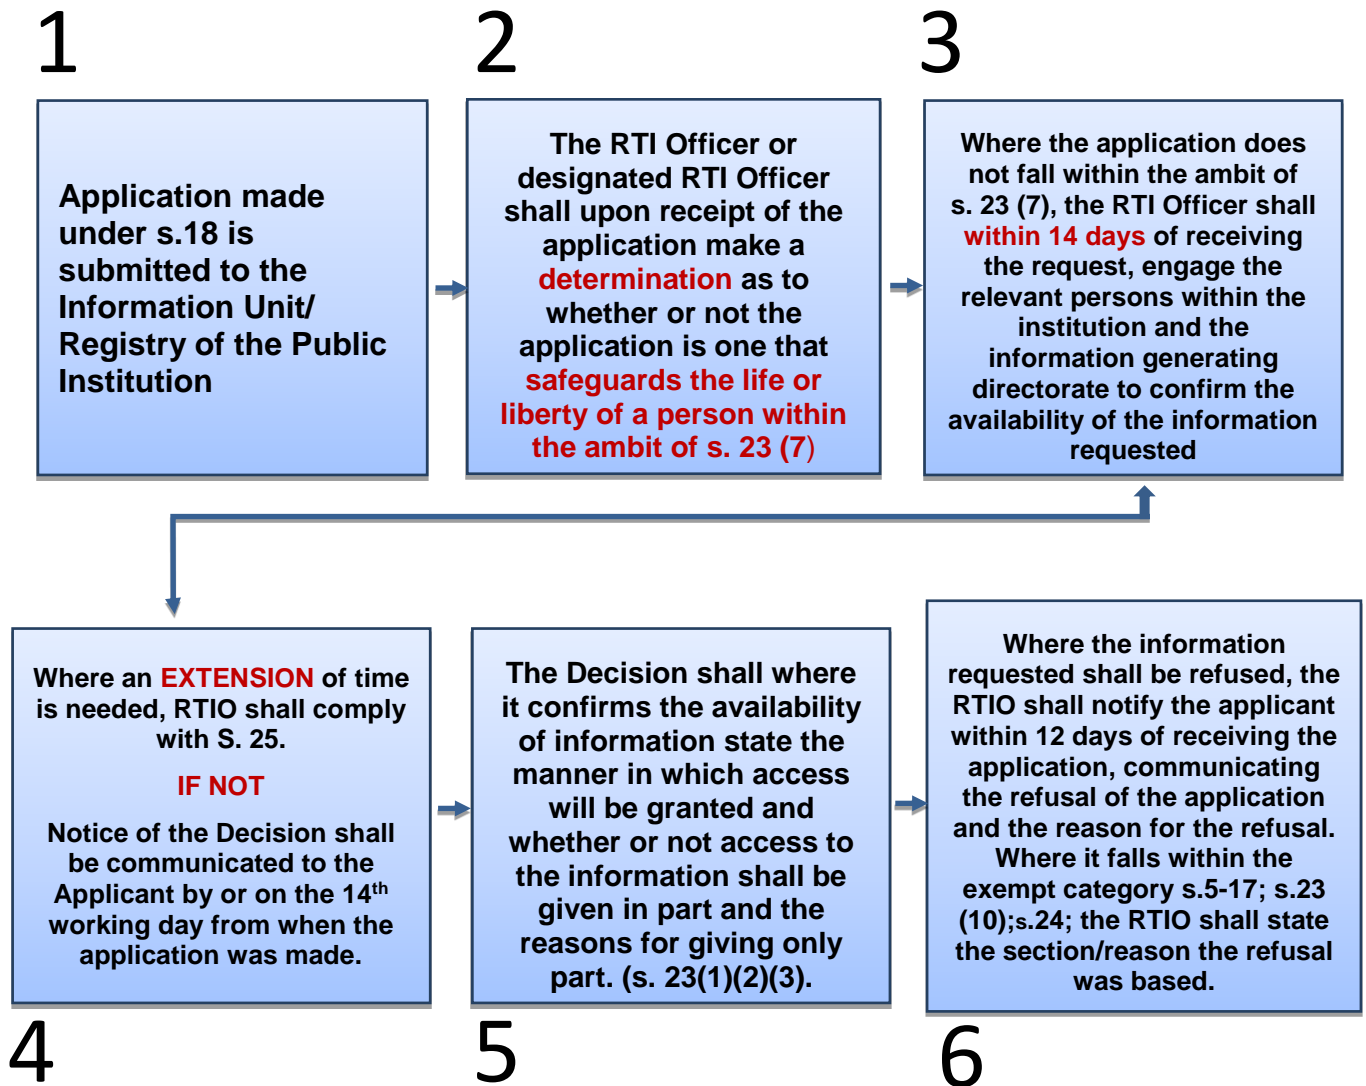 1
Application made
under s.18 is
submitted to the
Information Unit/
Registry of the Public
Institution
2
The RTI Officer or
designated RTI Officer
shall upon receipt of the
application make a
determination as to
whether or not the
application is one that
safeguards the life or
liberty of a person within
the ambit of s. 23 (7)
3
Where the application does
not fall within the ambit of
s. 23 (7), the RTI Officer shall
within 14 days of receiving
the request, engage the
relevant persons within the
institution and the
information generating
directorate to confirm the
availability of the information
requested
Where an EXTENSION of time
is needed, RTIO shall comply
with S. 25.
IF NOT
Notice of the Decision shall
be communicated to the
Applicant by or on the 14th
working day from when the
application was made.
4
The Decision shall where
it confirms the availability
of information state the
manner in which access
will be granted and
whether or not access to
the information shall be
given in part and the
reasons for giving only
part. (s. 23(1)(2)(3).
5
Where the information
requested shall be refused, the
RTIO shall notify the applicant
within 12 days of receiving the
application, communicating
the refusal of the application
and the reason for the refusal.
Where it falls within the
exempt category s.5-17; s.23
(10);s.24; the RTIO shall state
the section/reason the refusal
was based.
6